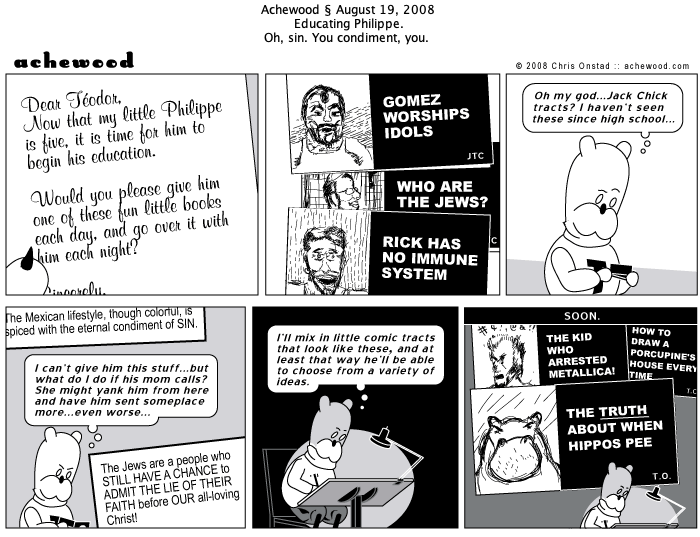 Achewood § August 19, 2008
Educating Philippe.
Oh, sin. You condiment, you.
achewood
© 2008 Chris Onstad :: achewood.com
Dear Téodor,
Now that my little Philippe
is five, it is time for him to
begin his education.
Would you please give him
one of these fun little books
each day, and go over it with
him each night?
Sincerely,
GOMEZ
WORSHIPS
IDOLS
JTC
WHO ARE
THE JEWS?
C
RICK HAS
NO IMMUNE
SYSTEM
Oh my god...Jack Chick
tracts? I haven't seen
these since high school...
The Mexican lifestyle, though colorful, is
spiced with the eternal condiment of SIN.
I can't give him this stuff...but
what do I do if his mom calls?
She might yank him from here
and have him sent someplace
more...even worse...
The Jews are a people who
STILL HAVE A CHANCE to
ADMIT THE LIE OF THEIR
FAITH before OUR all-loving
Christ!
I'll mix in little comic tracts
that look like these, and at
least that way he'll be able
to choose from a variety of
ideas.
SOON.
THE KID
WHO
ARRESTED
METALLICA!
HOW TO
DRAW A
PORCUPINE'S
HOUSE EVERY
TIME
T.C
THE TRUTH
ABOUT WHEN
HIPPOS PEE
T.O.